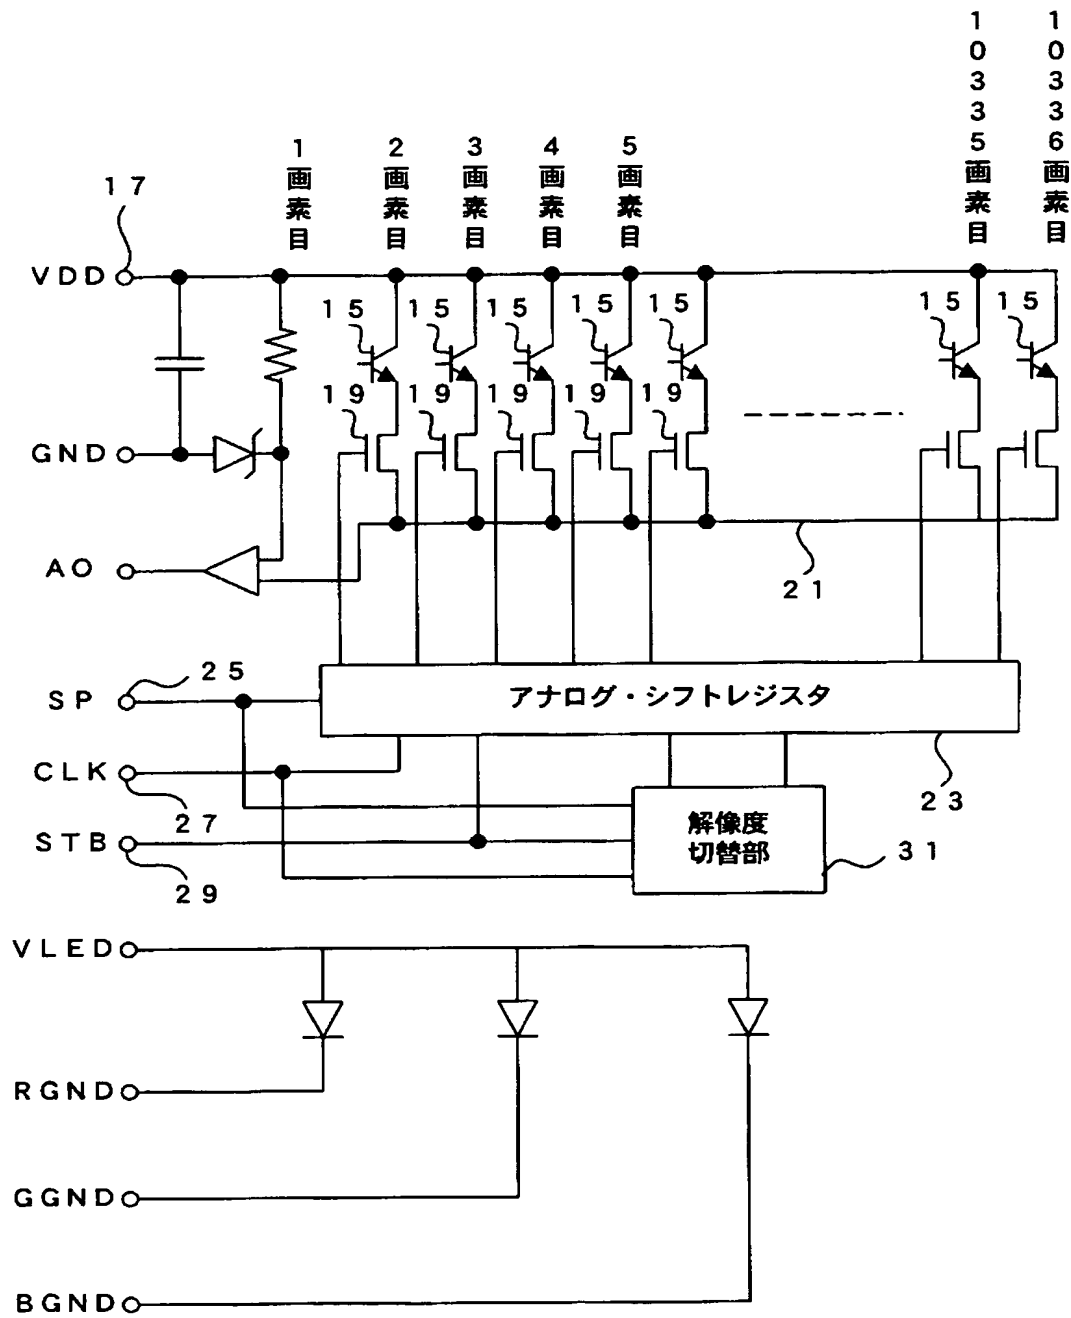 1画素目
2画素目
3画素目
4画素目
5画素目
10335画素目
10336画素目
17
VDD
15
15
15
15
15
15
15
19
19
19
19
19
GND
AO
21
SP
25
アナログ・シフトレジスタ
23
CLK
27
STB
29
解像度
切替部
31
VLED
RGND
GGND
BGND